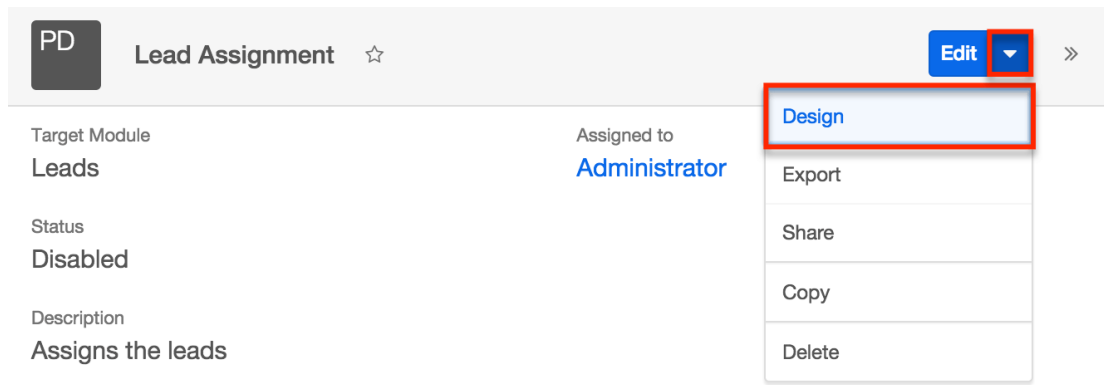 PD
Lead Assignment
Edit
Target Module
Leads
Assigned to
Administrator
Design
Export
Share
Copy
Delete
Status
Disabled
Description
Assigns the leads